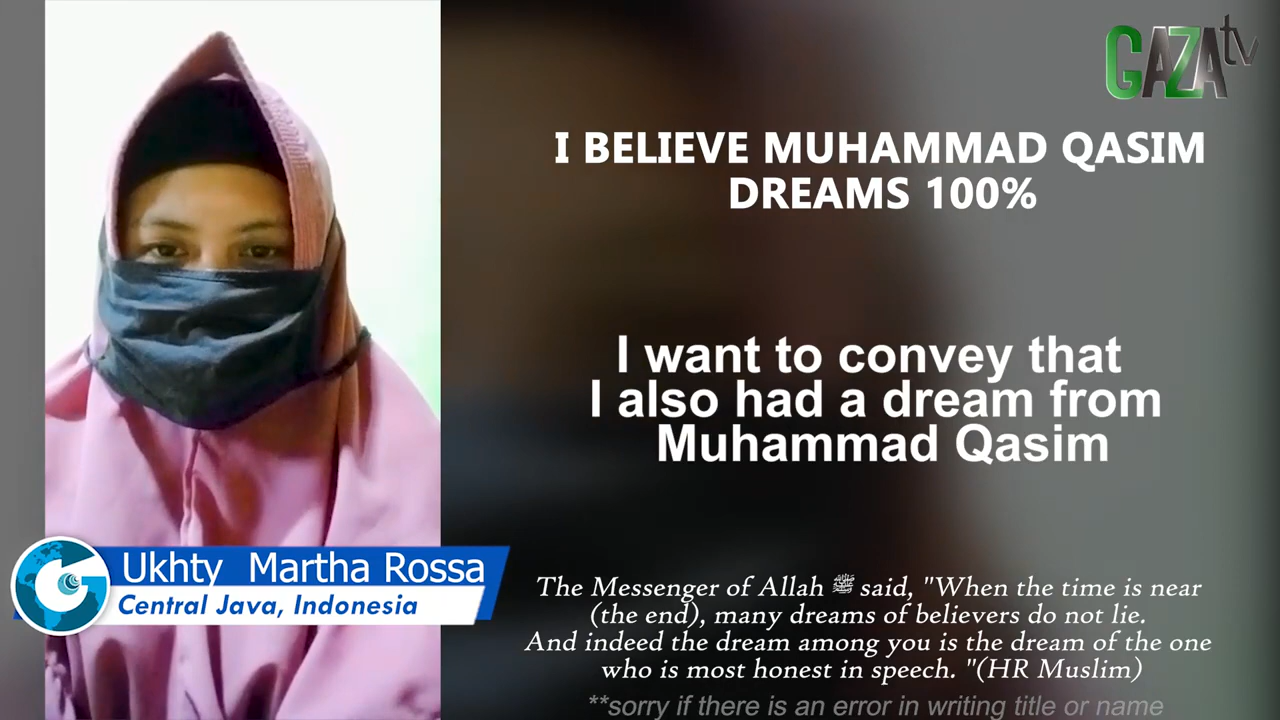 GAZAtv
I BELIEVE MUHAMMAD QASIM
DREAMS 100%
I want to convey that
I also had a dream from
Muhammad Qasim
Ukhty Martha Rossa
Central Java, Indonesia
The Messenger of Allah ﷺ said, "When the time is near
(the end), many dreams of believers do not lie.
And indeed the dream among you is the dream of the one
who is most honest in speech. "(HR Muslim)
**sorry if there is an error in writing title or name